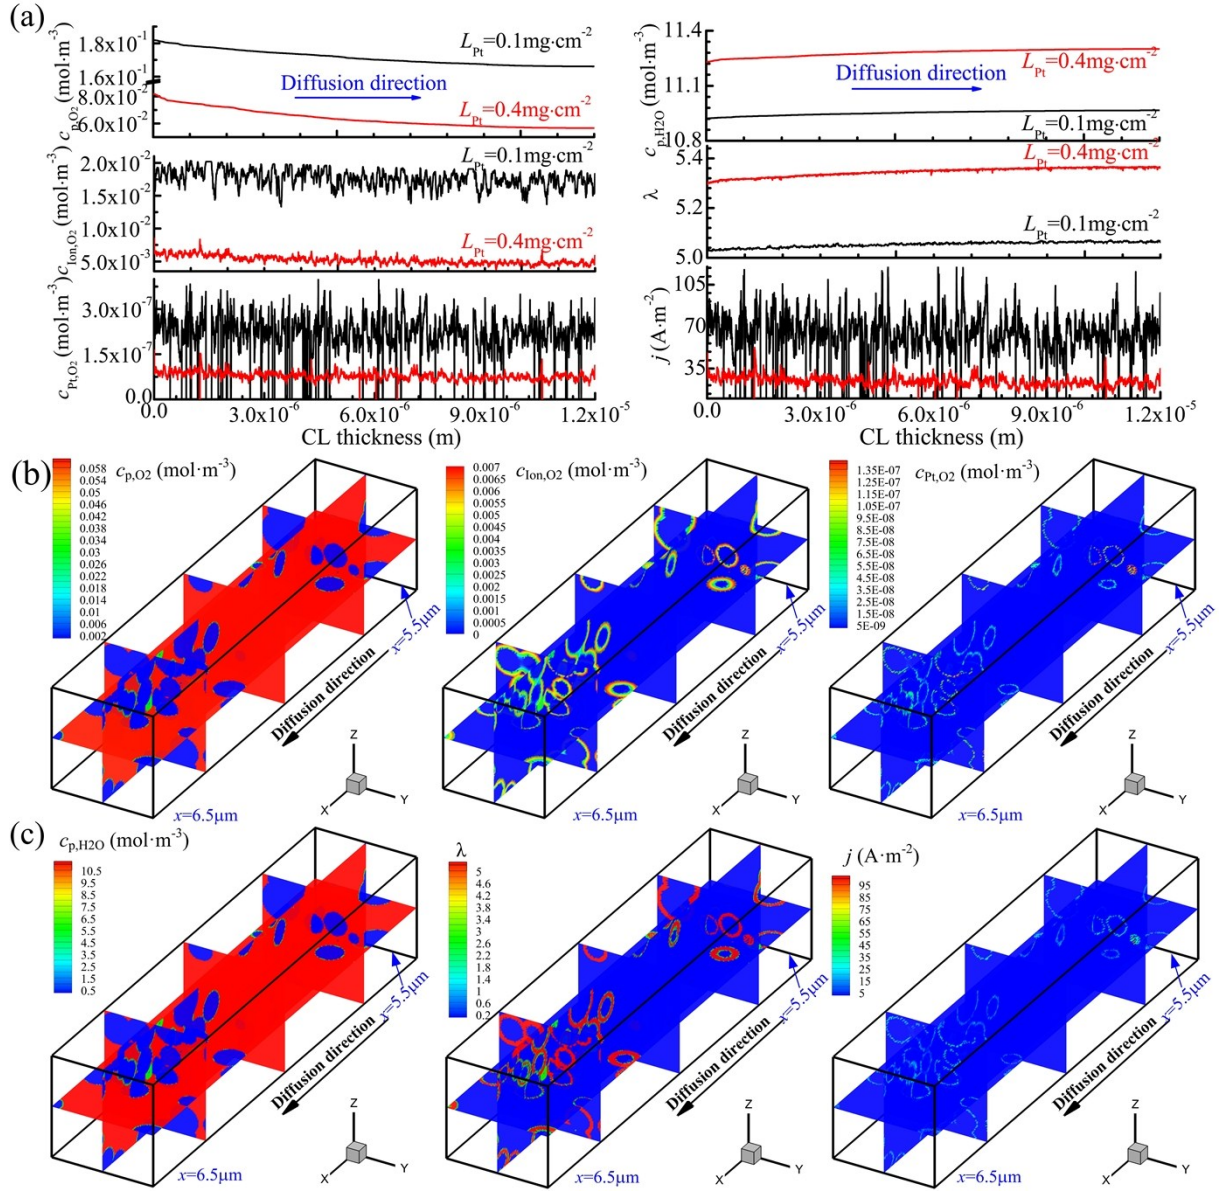 (a)
c_p,O2 (mol·m⁻³)
1.8x10⁻¹
1.6x10⁻¹
8.0x10⁻²
6.0x10⁻²
L_Pt=0.1mg·cm⁻²
Diffusion direction
L_Pt=0.4mg·cm⁻²
c_Ion,O2 (mol·m⁻³)
2.0x10⁻²
1.5x10⁻²
1.0x10⁻²
5.0x10⁻³
L_Pt=0.1mg·cm⁻²
L_Pt=0.4mg·cm⁻²
c_Pt,O2 (mol·m⁻³)
3.0x10⁻⁷
1.5x10⁻⁷
0.0
0.0 3.0x10⁻⁶ 6.0x10⁻⁶ 9.0x10⁻⁶ 1.2x10⁻⁵
CL thickness (m)
c_p,H2O (mol·m⁻³)
11.4
11.1
10.8
L_Pt=0.4mg·cm⁻²
Diffusion direction
L_Pt=0.1mg·cm⁻²
λ
5.4
5.2
5.0
L_Pt=0.4mg·cm⁻²
L_Pt=0.1mg·cm⁻²
j (A·m⁻²)
105
70
35
0.0 3.0x10⁻⁶ 6.0x10⁻⁶ 9.0x10⁻⁶ 1.2x10⁻⁵
CL thickness (m)
(b)
c_p,O2 (mol·m⁻³)
0.058
0.054
0.05
0.046
0.042
0.038
0.034
0.03
0.026
0.022
0.018
0.014
0.01
0.006
0.002
x=5.5μm
Diffusion direction
x=6.5μm
Z
X
Y
c_Ion,O2 (mol·m⁻³)
0.007
0.0065
0.006
0.0055
0.005
0.0045
0.004
0.0035
0.003
0.0025
0.002
0.0015
0.001
0.0005
0
x=5.5μm
Diffusion direction
x=6.5μm
Z
X
Y
c_Pt,O2 (mol·m⁻³)
1.35E-07
1.25E-07
1.15E-07
1.05E-07
9.5E-08
8.5E-08
7.5E-08
6.5E-08
5.5E-08
4.5E-08
3.5E-08
2.5E-08
1.5E-08
5E-09
x=5.5μm
Diffusion direction
x=6.5μm
Z
X
Y
(c)
c_p,H2O (mol·m⁻³)
10.5
9.5
8.5
7.5
6.5
5.5
4.5
3.5
2.5
1.5
0.5
x=5.5μm
Diffusion direction
x=6.5μm
Z
X
Y
λ
5
4.6
4.2
3.8
3.4
3
2.6
2.2
1.8
1.4
1
0.6
0.2
x=5.5μm
Diffusion direction
x=6.5μm
Z
X
Y
j (A·m⁻²)
95
85
75
65
55
45
35
25
15
5
x=5.5μm
Diffusion direction
x=6.5μm
Z
X
Y